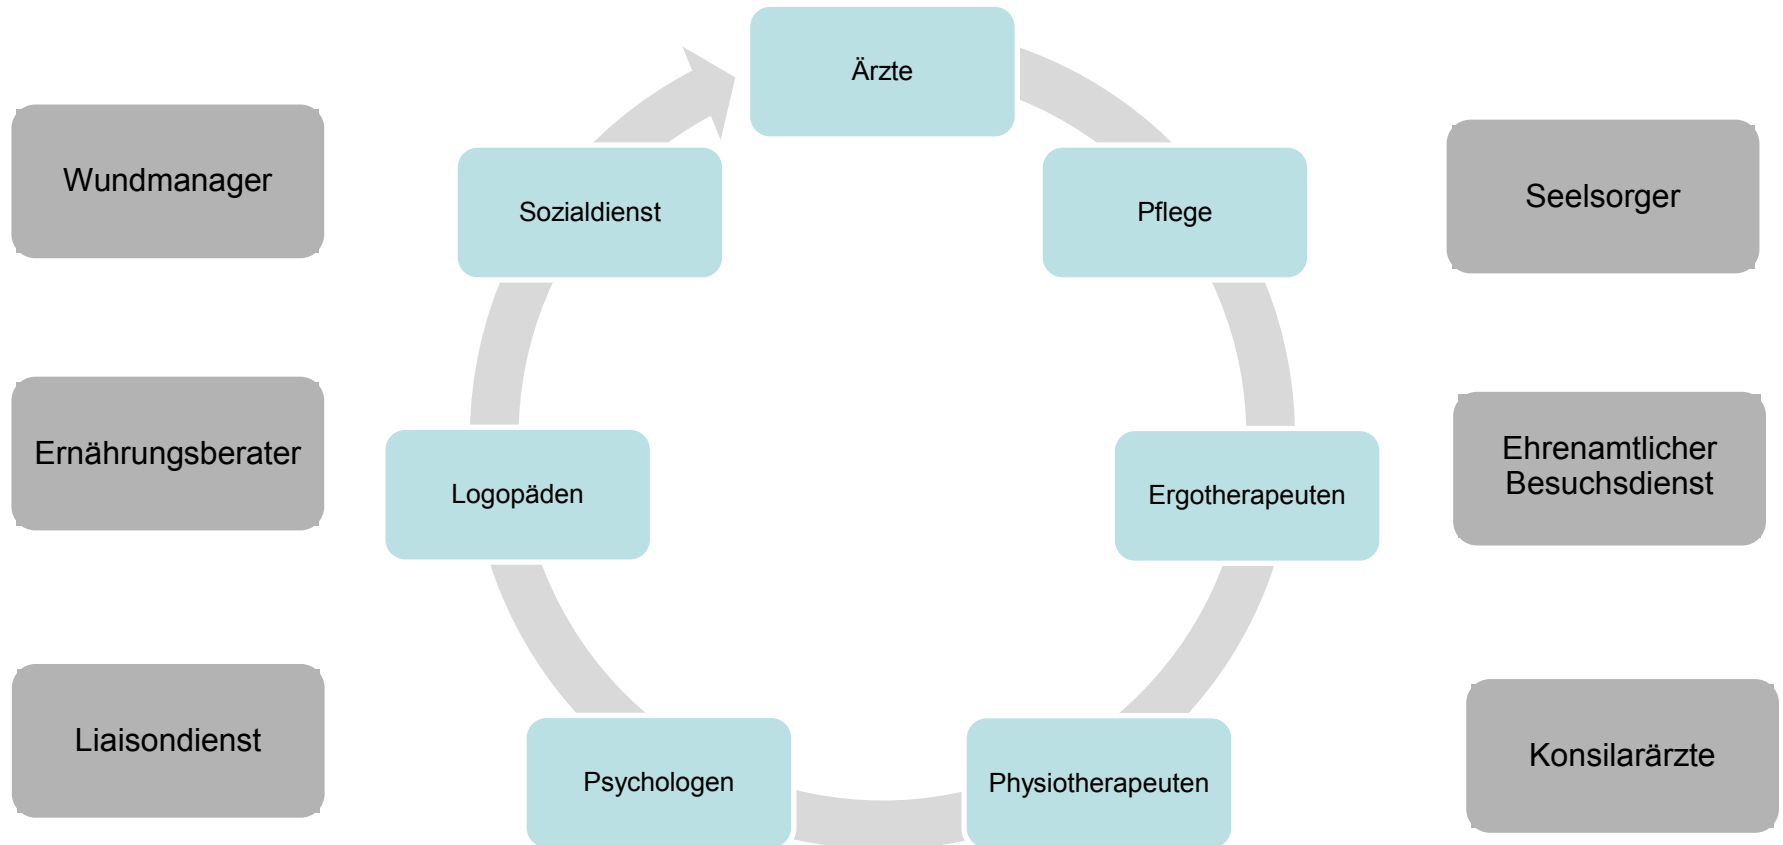 Ärzte
Wundmanager
Sozialdienst
Pflege
Seelsorger
Ernährungsberater
Logopäden
Ergotherapeuten
Ehrenamtlicher
Besuchsdienst
Liaisondienst
Psychologen
Physiotherapeuten
Konsilarärzte